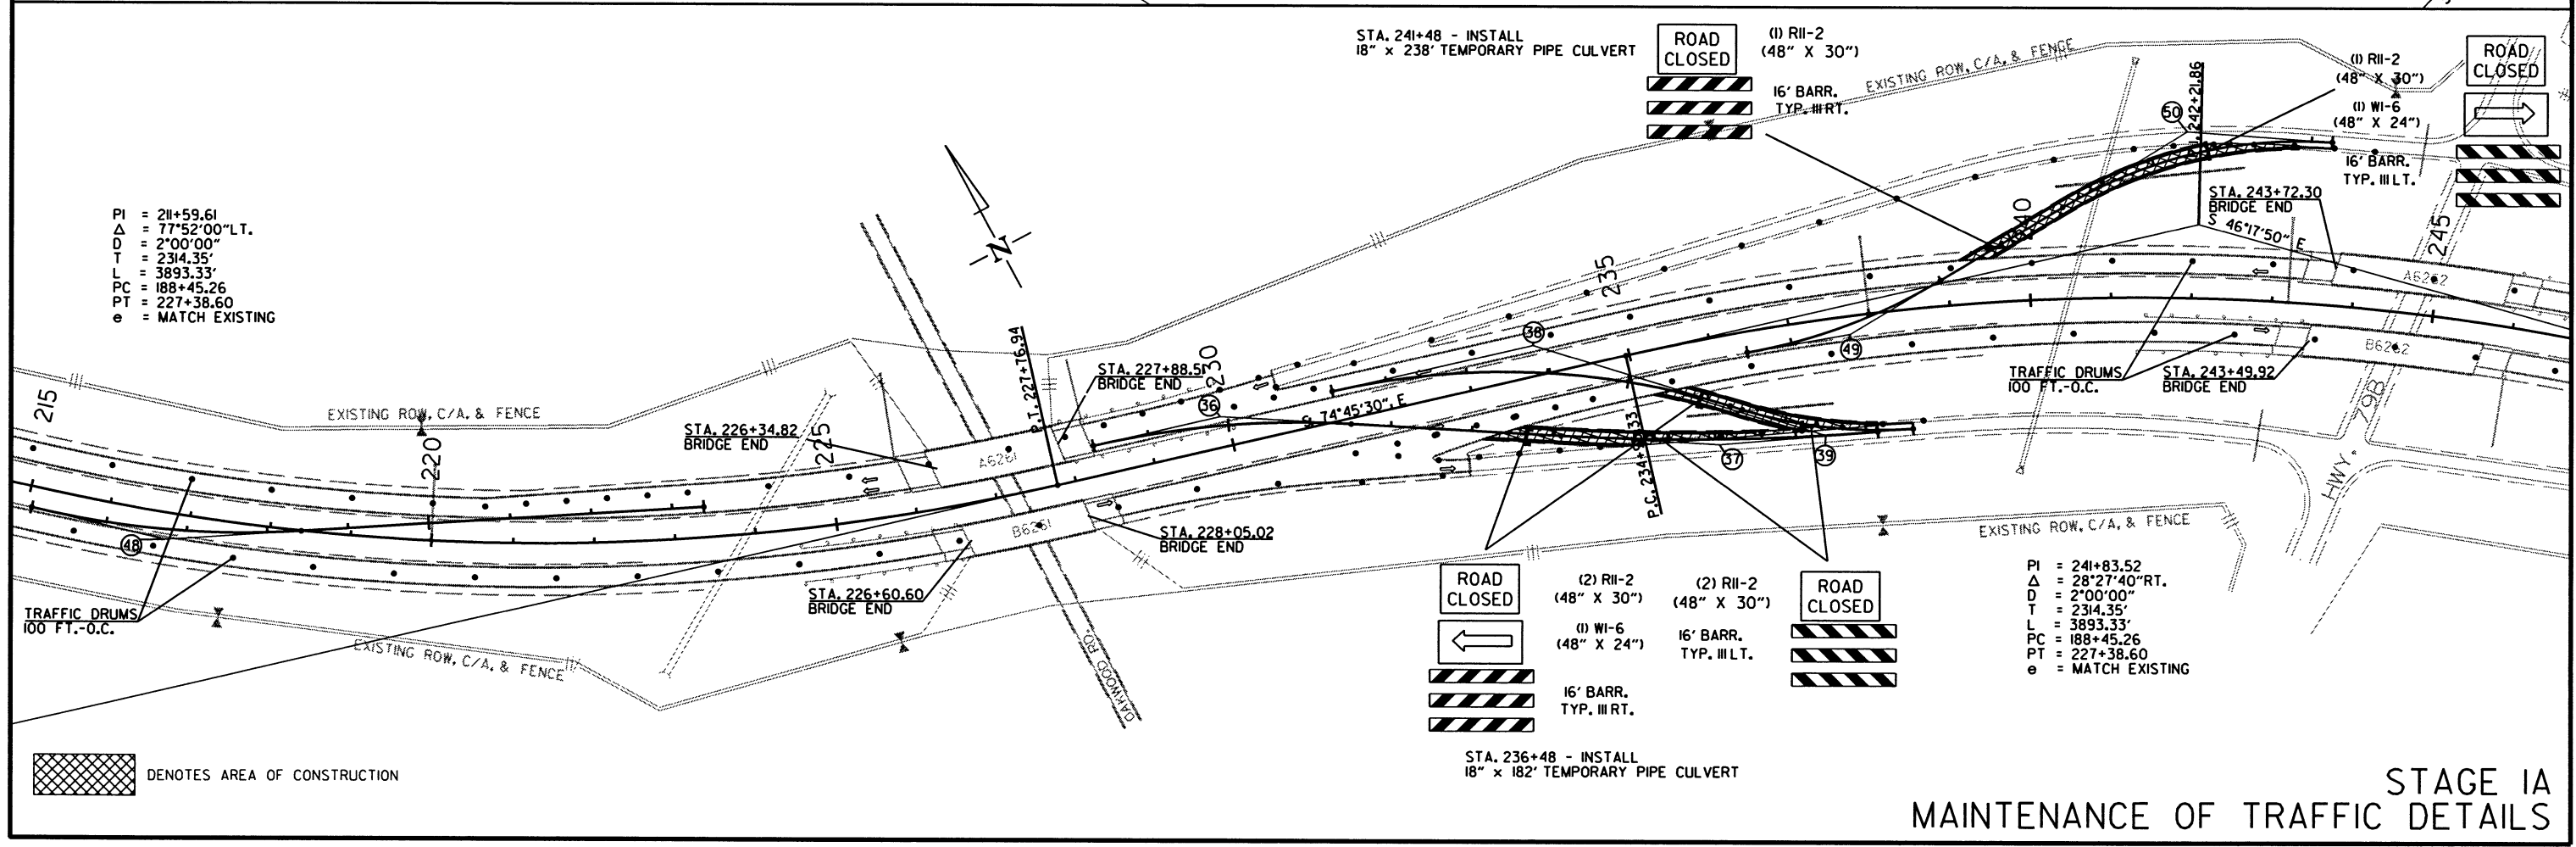 STA. 241+48 - INSTALL
18" x 238' TEMPORARY PIPE CULVERT
ROAD
CLOSED
(1) R11-2
(48" X 30")
16' BARR.
TYP. III RT.
EXISTING ROW, C/A, & FENCE
50
242+21.86
(1) R11-2
(48" X 30")
ROAD
CLOSED
(1) W1-6
(48" X 24")
16' BARR.
TYP. III LT.
STA. 243+72.30
BRIDGE END
S 46°17'50" E
245
A6262
B6262
HWY. 798
240
235
PI = 211+59.61
Δ = 77°52'00"LT.
D = 2°00'00"
T = 2314.35'
L = 3893.33'
PC = 188+45.26
PT = 227+38.60
e = MATCH EXISTING
N
215
EXISTING ROW, C/A, & FENCE
220
225
STA. 226+34.82
BRIDGE END
A6261
P.T. 227+76.94
STA. 227+88.51
BRIDGE END
230
36
S 74°45'30" E
38
49
TRAFFIC DRUMS
100 FT.-O.C.
STA. 243+49.92
BRIDGE END
37
39
48
B6261
STA. 228+05.02
BRIDGE END
STA. 226+60.60
BRIDGE END
TRAFFIC DRUMS
100 FT.-O.C.
EXISTING ROW, C/A, & FENCE
OAKWOOD RD.
EXISTING ROW, C/A, & FENCE
ROAD
CLOSED
(2) R11-2
(48" X 30")
(1) W1-6
(48" X 24")
16' BARR.
TYP. III RT.
(2) R11-2
(48" X 30")
16' BARR.
TYP. III LT.
ROAD
CLOSED
STA. 236+48 - INSTALL
18" x 182' TEMPORARY PIPE CULVERT
PI = 241+83.52
Δ = 28°27'40"RT.
D = 2°00'00"
T = 2314.35'
L = 3893.33'
PC = 188+45.26
PT = 227+38.60
e = MATCH EXISTING
DENOTES AREA OF CONSTRUCTION
STAGE 1A
MAINTENANCE OF TRAFFIC DETAILS